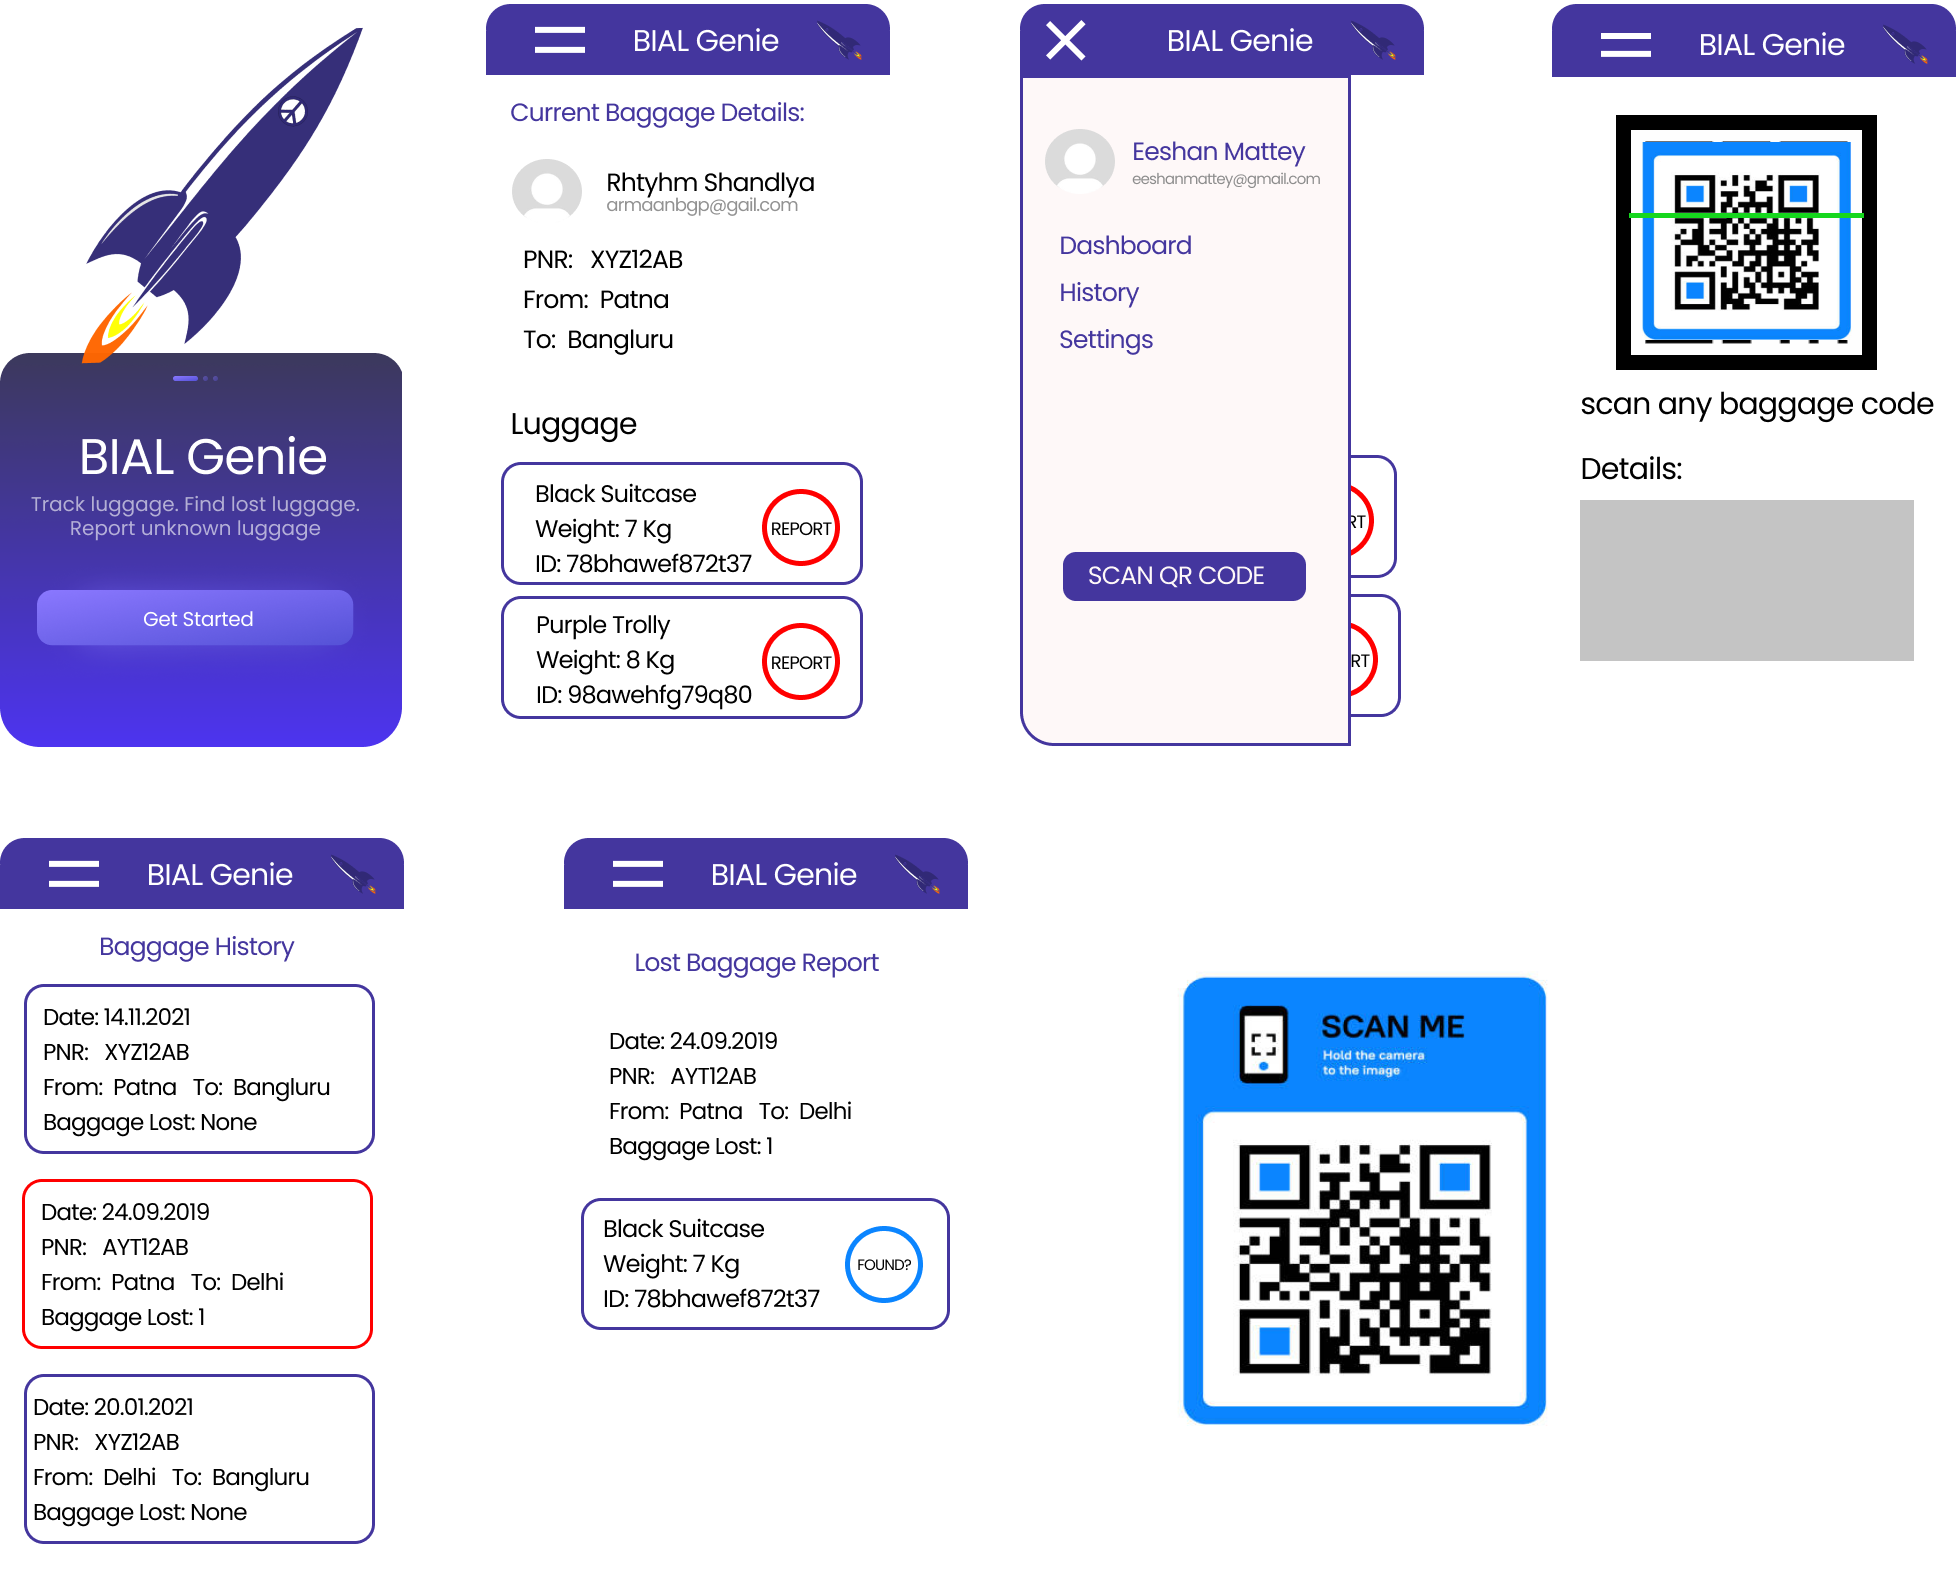 BIAL Genie
Track luggage. Find lost luggage.
Report unknown luggage
Get Started
BIAL Genie
Current Baggage Details:
Rhtyhm Shandlya
armaanbgp@gail.com
PNR: XYZ12AB
From: Patna
To: Bangluru
Luggage
Black Suitcase
Weight: 7 Kg
ID: 78bhawef872t37
REPORT
Purple Trolly
Weight: 8 Kg
ID: 98awehfg79q80
REPORT
BIAL Genie
Eeshan Mattey
eeshanmattey@gmail.com
Dashboard
History
Settings
SCAN QR CODE
RT
RT
BIAL Genie
scan any baggage code
Details:
BIAL Genie
Baggage History
Date: 14.11.2021
PNR: XYZ12AB
From: Patna To: Bangluru
Baggage Lost: None
Date: 24.09.2019
PNR: AYT12AB
From: Patna To: Delhi
Baggage Lost: 1
Date: 20.01.2021
PNR: XYZ12AB
From: Delhi To: Bangluru
Baggage Lost: None
BIAL Genie
Lost Baggage Report
Date: 24.09.2019
PNR: AYT12AB
From: Patna To: Delhi
Baggage Lost: 1
Black Suitcase
Weight: 7 Kg
ID: 78bhawef872t37
FOUND?
SCAN ME
Hold the camera
to the image